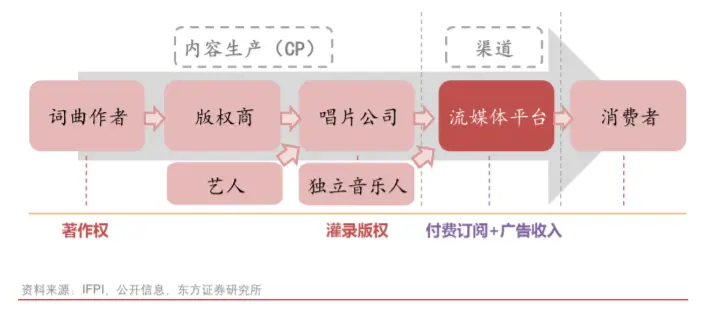 内容生产（CP）
渠道
词曲作者
版权商
唱片公司
流媒体平台
消费者
艺人
独立音乐人
著作权
灌录版权
付费订阅+广告收入
资料来源：IFPI、公开信息、东方证券研究所